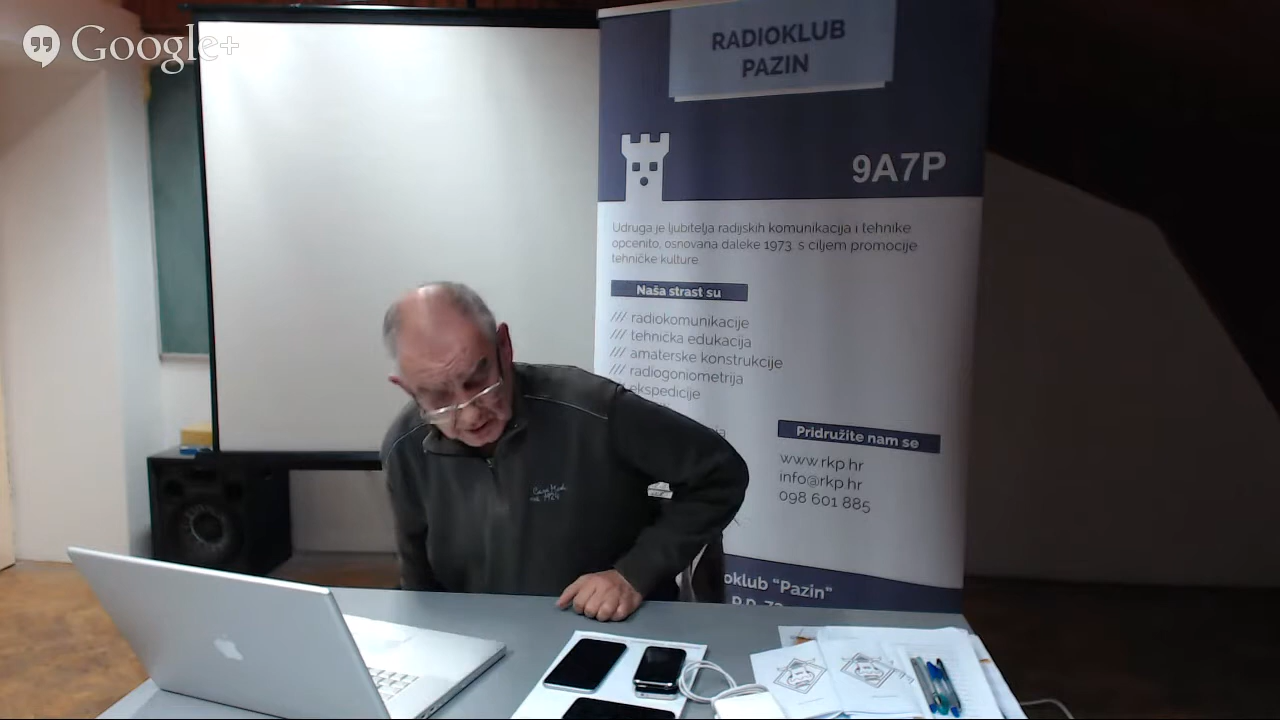 Google+
RADIOKLUB
PAZIN
9A7P
Udruga je ljubitelja radijskih komunikacija i tehnike
općenito, osnovana daleke 1973. s ciljem promocije
tehničke kulture
Naša strast su
/// radiokomunikacije
/// tehnička edukacija
/// amaterske konstrukcije
/// radiogoniometrija
ekspedicije
Pridružite nam se
www.rkp.hr
info@rkp.hr
098 601 885
oklub "Pazin"